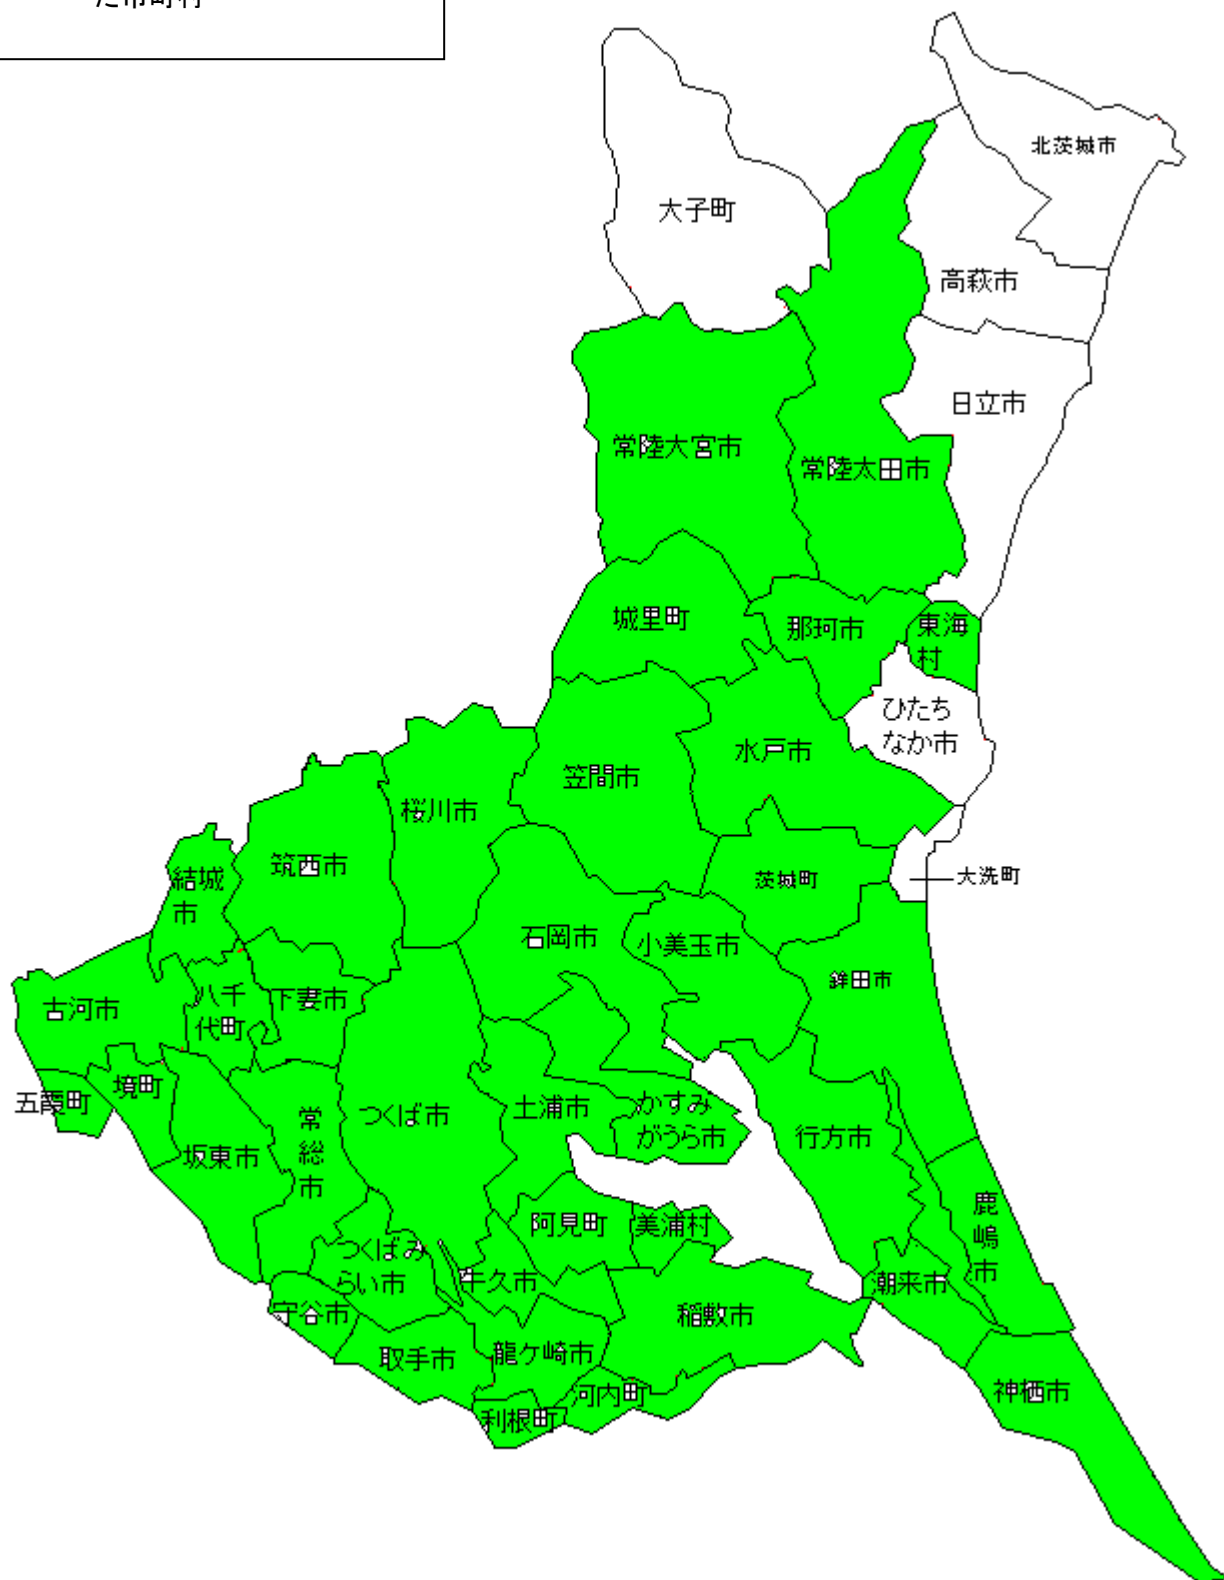 た市町村
北茨城市
大子町
高萩市
日立市
常陸大宮市
常陸太田市
城里町
那珂市
東海
村
ひたち
なか市
水戸市
笠間市
桜川市
筑西市
結城
市
茨城町
大洗町
石岡市
小美玉市
鉾田市
古河市
八千
代町
下妻市
五霞町
境町
坂東市
常
総
市
つくば市
土浦市
かすみ
がうら市
行方市
鹿
嶋
市
阿見町
美浦村
つくばみ
らい市
牛久市
潮来市
守谷市
稲敷市
取手市
龍ケ崎市
河内町
利根町
神栖市